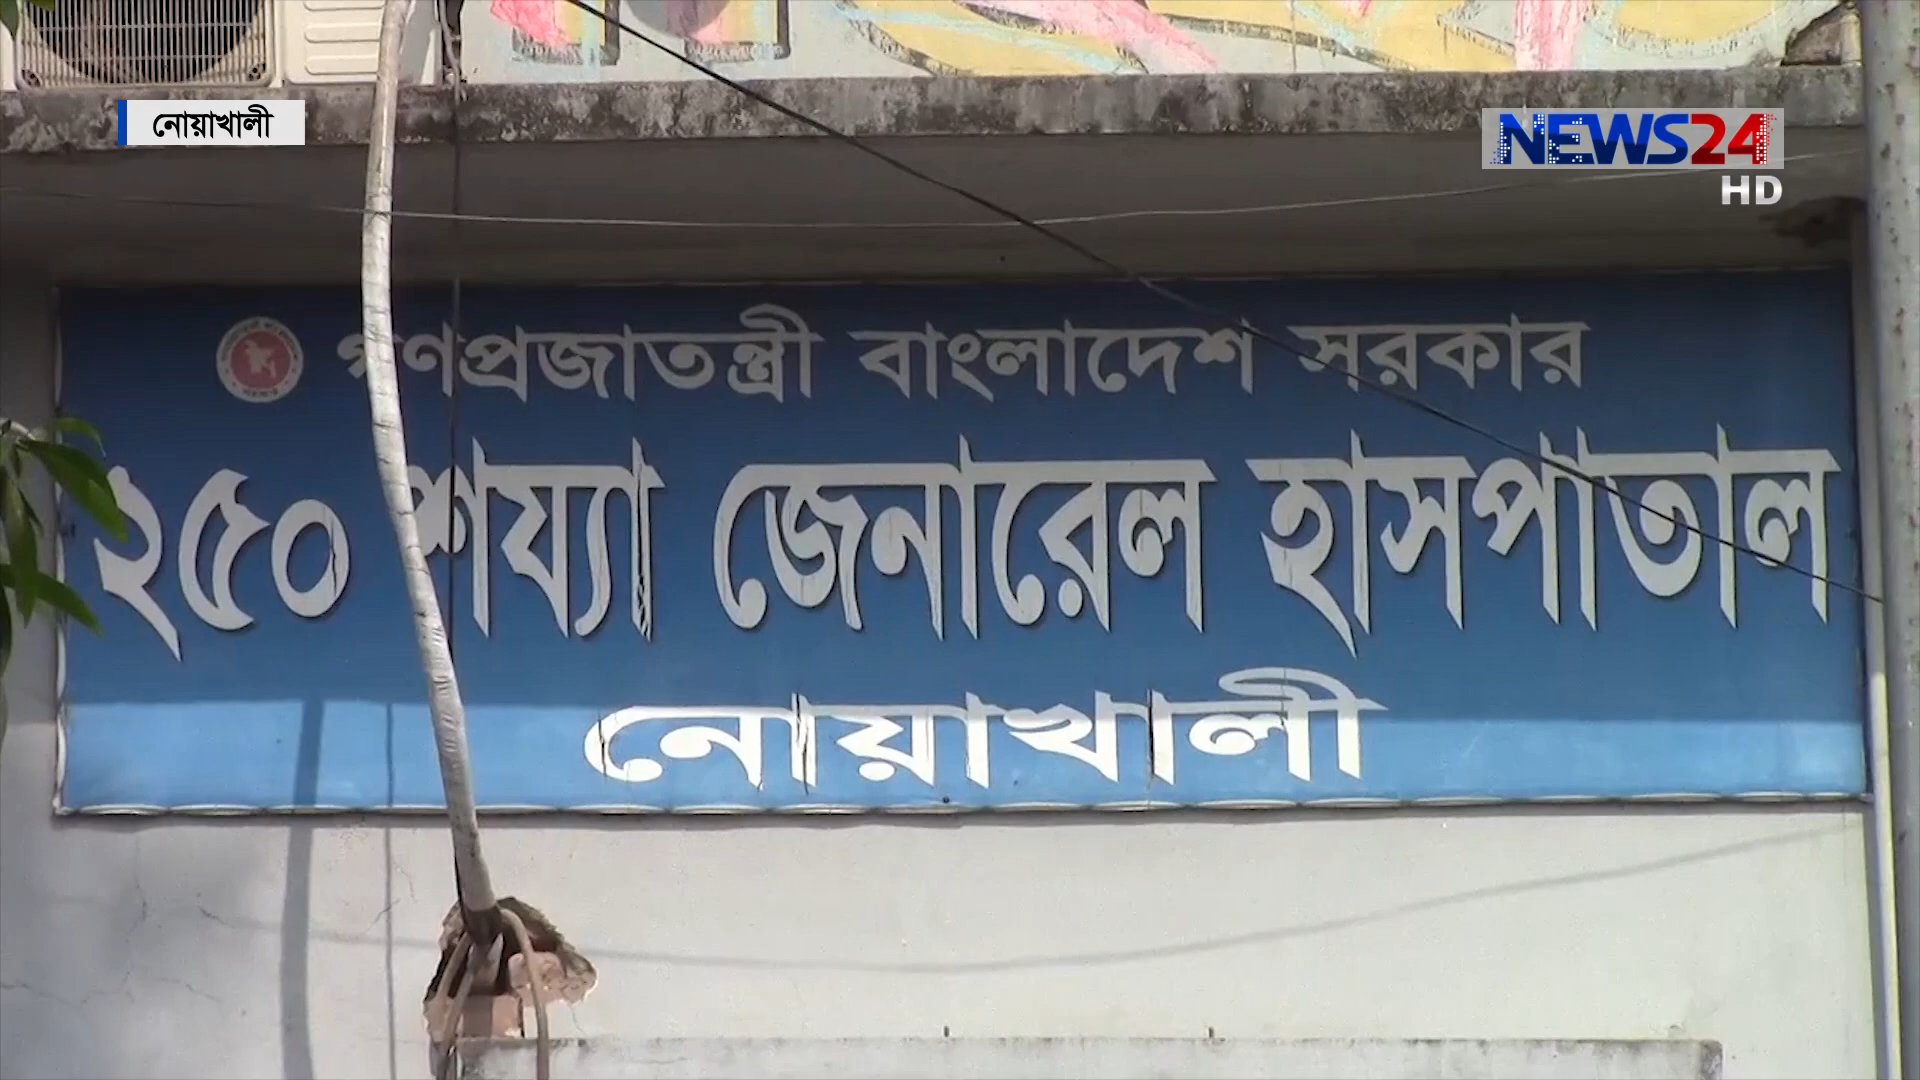 নোয়াখালী
NEWS24
HD
গণপ্রজাতন্ত্রী বাংলাদেশ সরকার
২৫০ শয্যা জেনারেল হাসপাতাল
নোয়াখালী